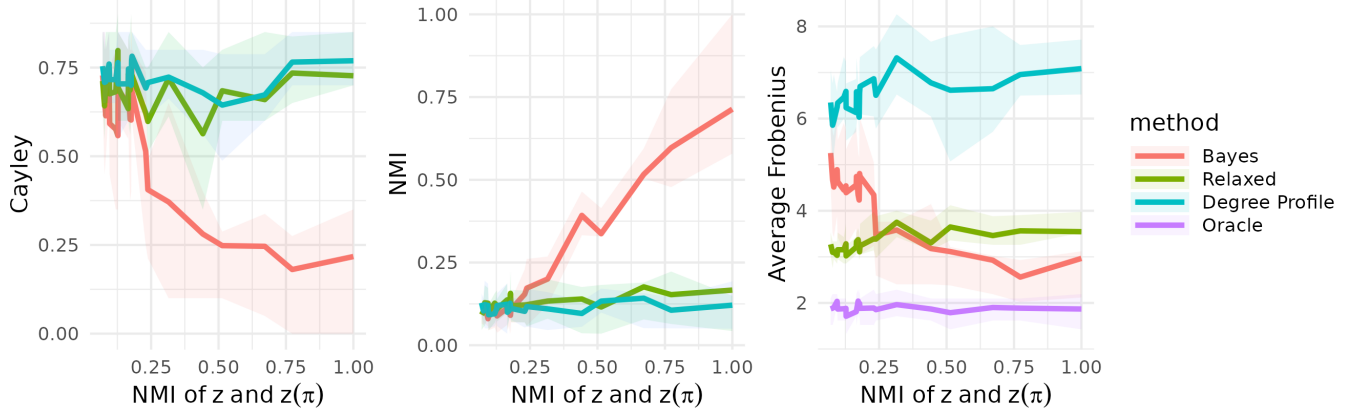 Cayley
0.75
0.50
0.25
0.00
0.25 0.50 0.75 1.00
NMI of z and z(π)
NMI
1.00
0.75
0.50
0.25
0.00
0.25 0.50 0.75 1.00
NMI of z and z(π)
Average Frobenius
8
6
4
2
0.25 0.50 0.75 1.00
NMI of z and z(π)
method
Bayes
Relaxed
Degree Profile
Oracle